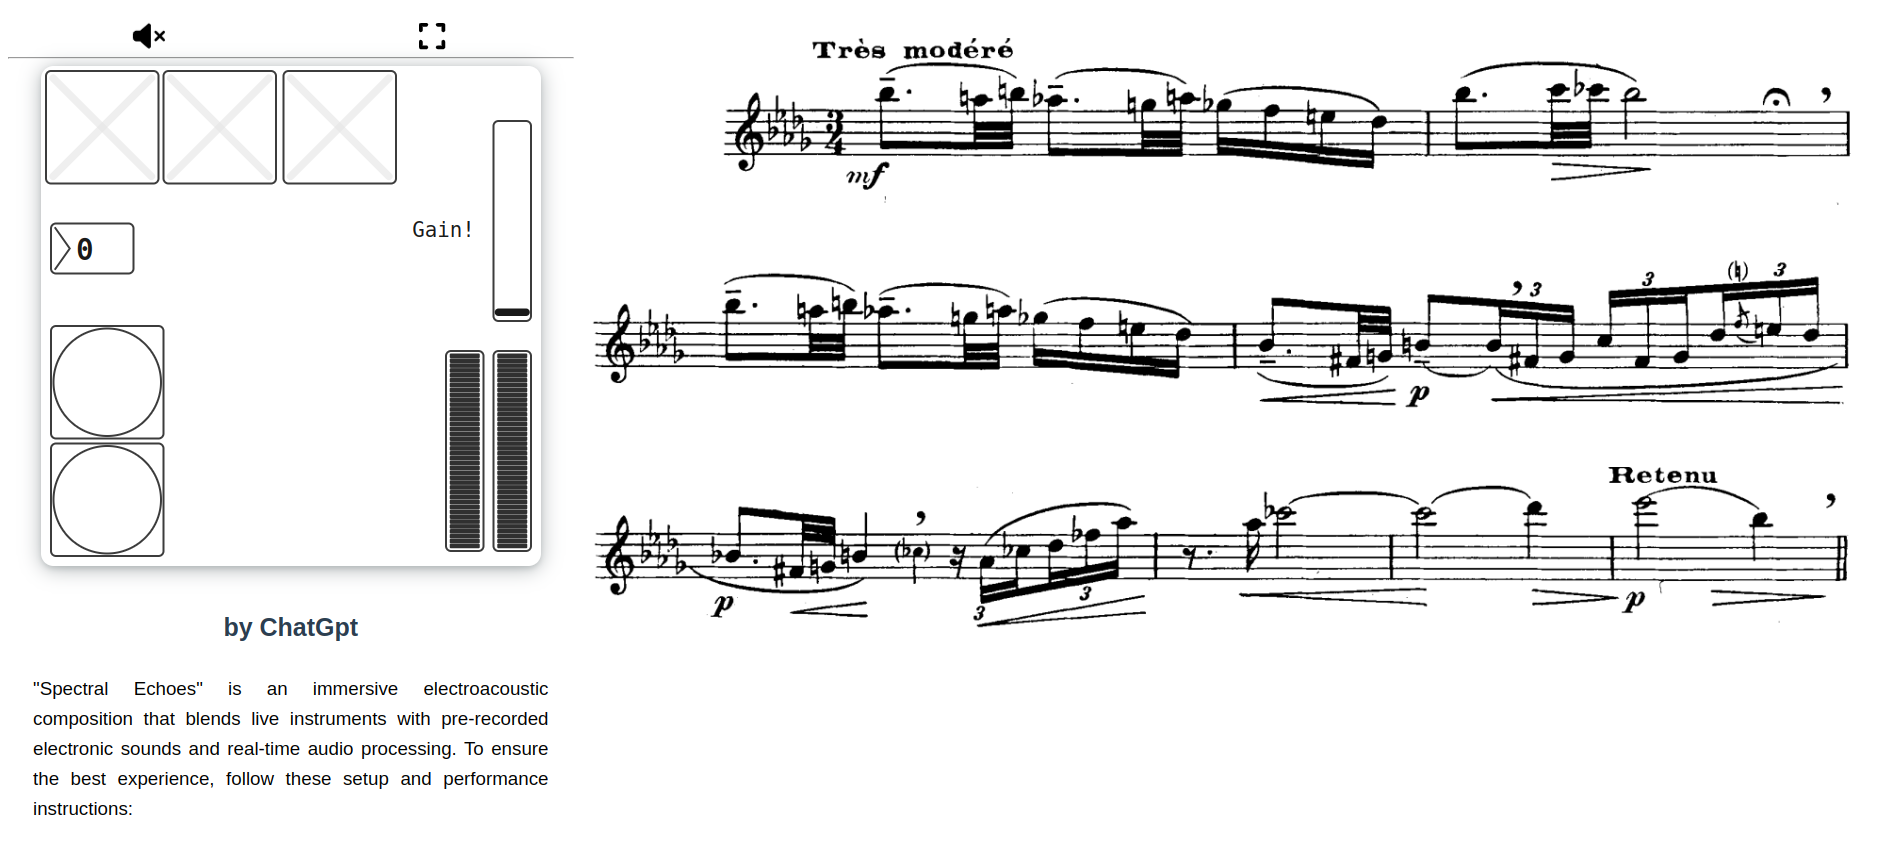 0
Gain!
by ChatGpt
"Spectral Echoes" is an immersive electroacoustic
composition that blends live instruments with pre-recorded
electronic sounds and real-time audio processing. To ensure
the best experience, follow these setup and performance
instructions:
Très modéré
3
4
mf
3
3
3
p
Retenu
p
3
3
p